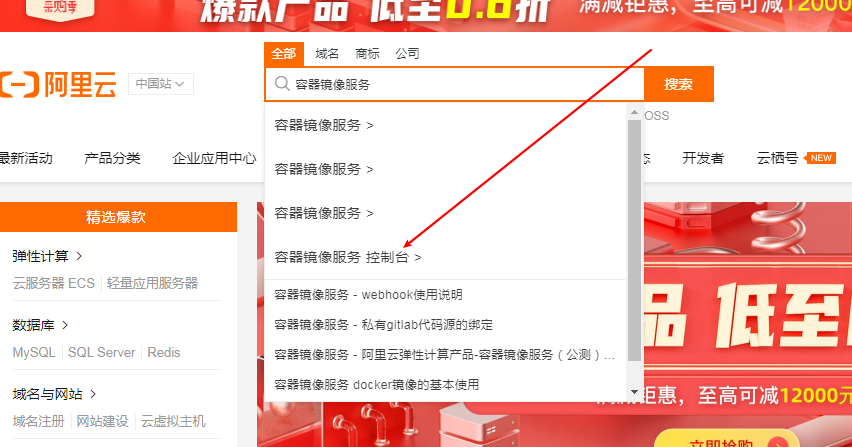 采购季
爆款产品 低至0.8折
满减钜惠，至高可减12000
全部 域名 商标 公司
阿里云 中国站
容器镜像服务 搜索
OSS
容器镜像服务 >
最新活动 产品分类 企业应用中心 态 开发者 云栖号 NEW
容器镜像服务 >
精选爆款 容器镜像服务 >
弹性计算 > 容器镜像服务 控制台 >
云服务器 ECS 轻量应用服务器
容器镜像服务 - webhook使用说明
数据库 > 容器镜像服务 - 私有gitlab代码源的绑定
品 低至
MySQL SQL Server Redis 容器镜像服务 - 阿里云弹性计算产品-容器镜像服务（公测）...
域名与网站 > 容器镜像服务 docker镜像的基本使用
满减钜惠，至高可减12000元
域名注册 网站建设 云虚拟主机
立即抢购